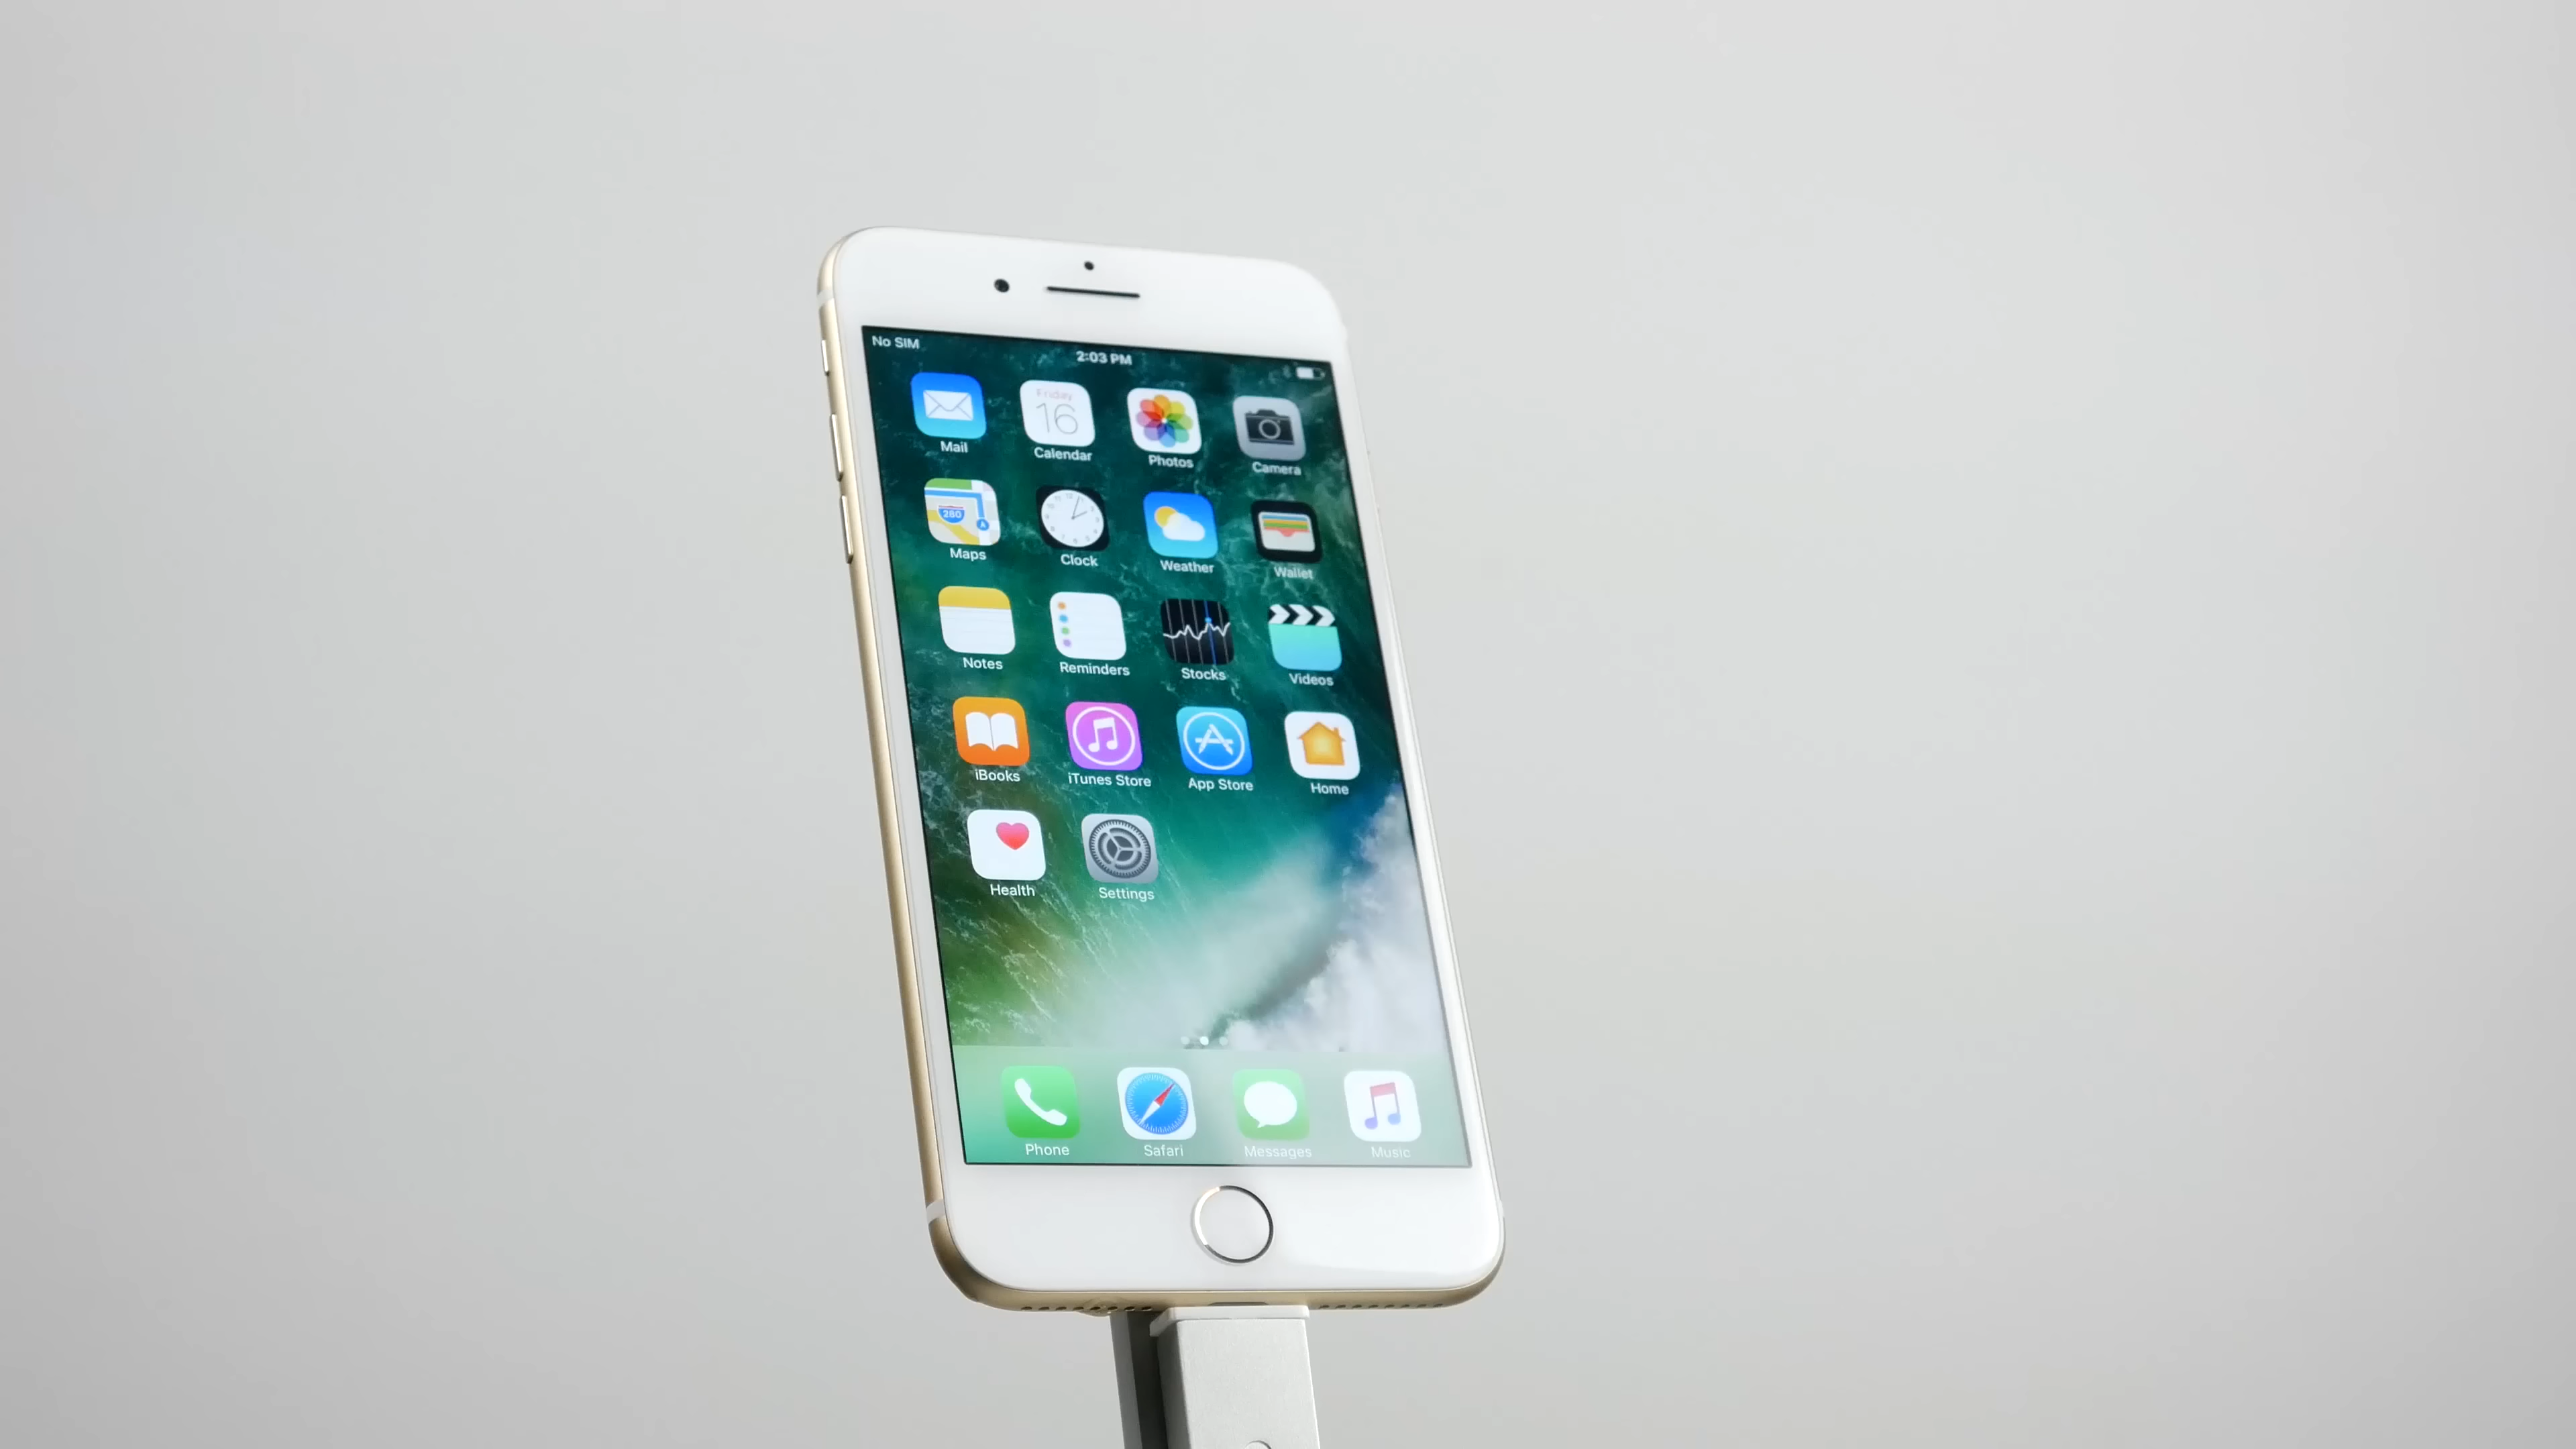 No SIM
2:03 PM
Friday
16
Mail
Calendar
Photos
Camera
280
Maps
Clock
Weather
Wallet
Notes
Reminders
Stocks
Videos
iBooks
iTunes Store
App Store
Home
Health
Settings
Phone
Safari
Messages
Music